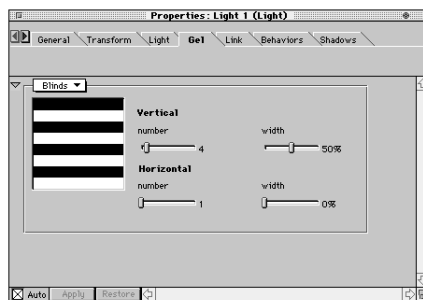 Properties: Light 1 (Light)
General Transform Light Gel Link Behaviors Shadows
Blinds
Vertical
number width
4 50%
Horizontal
number width
1 0%
Auto Apply Restore